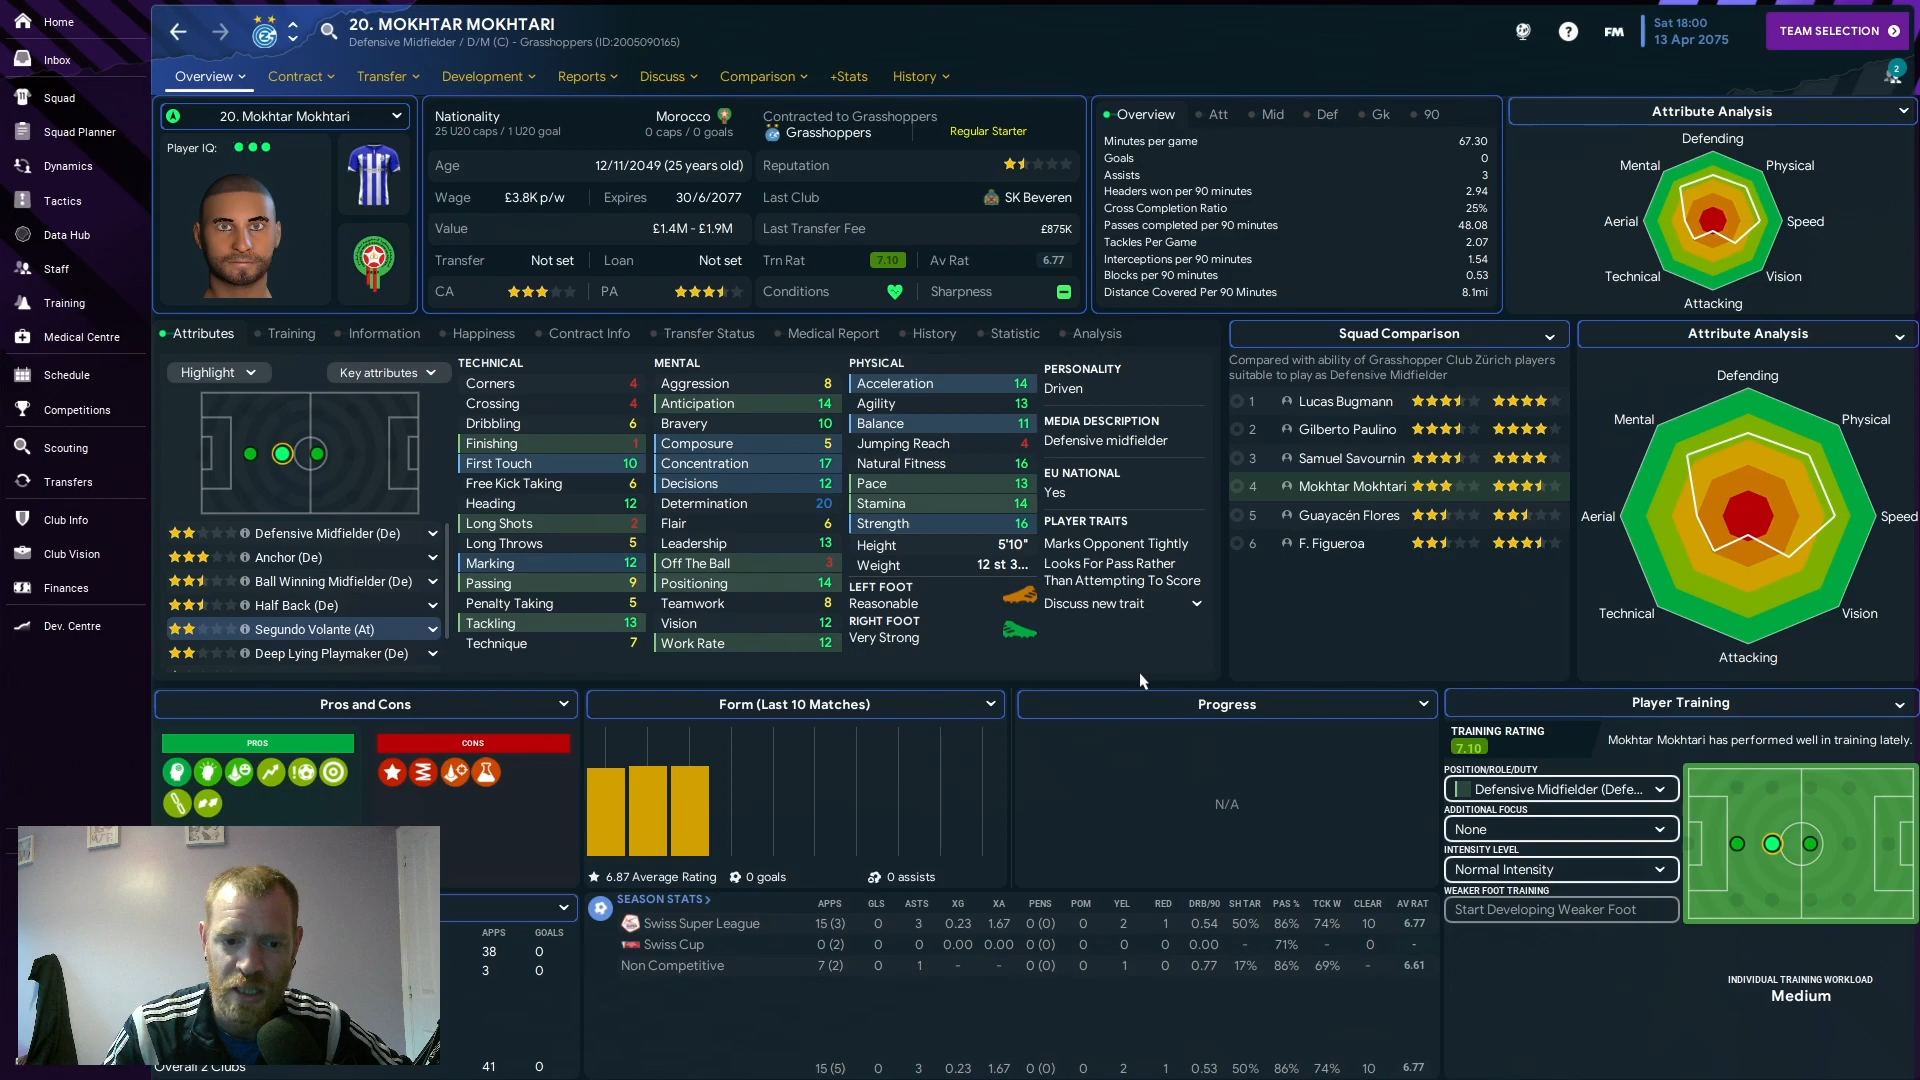 Home
Inbox
Squad
Squad Planner
Dynamics
Tactics
Data Hub
Staff
Training
Medical Centre
Schedule
Competitions
Scouting
Transfers
Club Info
Club Vision
Finances
Dev. Centre
20. MOKHTAR MOKHTARI
Defensive Midfielder / D/M (C) - Grasshoppers (ID:2005090165)
FM
Sat 18:00
13 Apr 2075
TEAM SELECTION
2
Overview Contract Transfer Development Reports Discuss Comparison +Stats History
20. Mokhtar Mokhtari
Player IQ:
Nationality Morocco
25 U20 caps / 1 U20 goal 0 caps / 0 goals
Age 12/11/2049 (25 years old)
Wage £3.8K p/w Expires 30/6/2077
Value £1.4M - £1.9M
Transfer Not set Loan Not set
CA PA
Contracted to Grasshoppers
Grasshoppers Regular Starter
Reputation
Last Club SK Beveren
Last Transfer Fee £875K
Trn Rat 7.10 Av Rat 6.77
Conditions Sharpness
Overview Att Mid Def Gk 90
Minutes per game 67.30
Goals 0
Assists 3
Headers won per 90 minutes 2.94
Cross Completion Ratio 25%
Passes completed per 90 minutes 48.08
Tackles Per Game 2.07
Interceptions per 90 minutes 1.54
Blocks per 90 minutes 0.53
Distance Covered Per 90 Minutes 8.1mi
Attribute Analysis
Defending
Mental Physical
Aerial Speed
Technical Vision
Attacking
Attributes Training Information Happiness Contract Info Transfer Status Medical Report History Statistic Analysis
Highlight Key attributes
Defensive Midfielder (De)
Anchor (De)
Ball Winning Midfielder (De)
Half Back (De)
Segundo Volante (At)
Deep Lying Playmaker (De)
TECHNICAL
Corners 4
Crossing 4
Dribbling 6
Finishing 1
First Touch 10
Free Kick Taking 6
Heading 12
Long Shots 2
Long Throws 5
Marking 12
Passing 9
Penalty Taking 5
Tackling 13
Technique 7
MENTAL
Aggression 8
Anticipation 14
Bravery 10
Composure 5
Concentration 17
Decisions 12
Determination 20
Flair 6
Leadership 13
Off The Ball 3
Positioning 14
Teamwork 8
Vision 12
Work Rate 12
PHYSICAL
Acceleration 14
Agility 13
Balance 11
Jumping Reach 4
Natural Fitness 16
Pace 13
Stamina 14
Strength 16
Height 5'10"
Weight 12 st 3...
LEFT FOOT
Reasonable
RIGHT FOOT
Very Strong
PERSONALITY
Driven
MEDIA DESCRIPTION
Defensive midfielder
EU NATIONAL
Yes
PLAYER TRAITS
Marks Opponent Tightly
Looks For Pass Rather
Than Attempting To Score
Discuss new trait
Squad Comparison
Compared with ability of Grasshopper Club Zürich players
suitable to play as Defensive Midfielder
1 Lucas Bugmann
2 Gilberto Paulino
3 Samuel Savournin
4 Mokhtar Mokhtari
5 Guayacén Flores
6 F. Figueroa
Attribute Analysis
Defending
Mental Physical
Aerial Speed
Technical Vision
Attacking
Pros and Cons
PROS CONS
Form (Last 10 Matches)
6.87 Average Rating 0 goals 0 assists
Progress
N/A
Player Training
TRAINING RATING
7.10
Mokhtar Mokhtari has performed well in training lately.
POSITION/ROLE/DUTY
Defensive Midfielder (Defe...
ADDITIONAL FOCUS
None
INTENSITY LEVEL
Normal Intensity
WEAKER FOOT TRAINING
Start Developing Weaker Foot
INDIVIDUAL TRAINING WORKLOAD
Medium
APPS GOALS
38 0
3 0
Overall 2 Clubs 41 0
SEASON STATS APPS GLS ASTS XG XA PENS POM YEL RED DRB/90 SH TAR PAS % TCK W CLEAR AV RAT
Swiss Super League 15 (3) 0 3 0.23 1.67 0 (0) 0 2 1 0.54 50% 86% 74% 10 6.77
Swiss Cup 0 (2) 0 0 0.00 0.00 0 (0) 0 0 0 0.00 - 71% - 0 -
Non Competitive 7 (2) 0 1 - - 0 (0) 0 1 0 0.77 17% 86% 69% - 6.61
15 (5) 0 3 0.23 1.67 0 (0) 0 2 1 0.53 50% 86% 74% 10 6.77